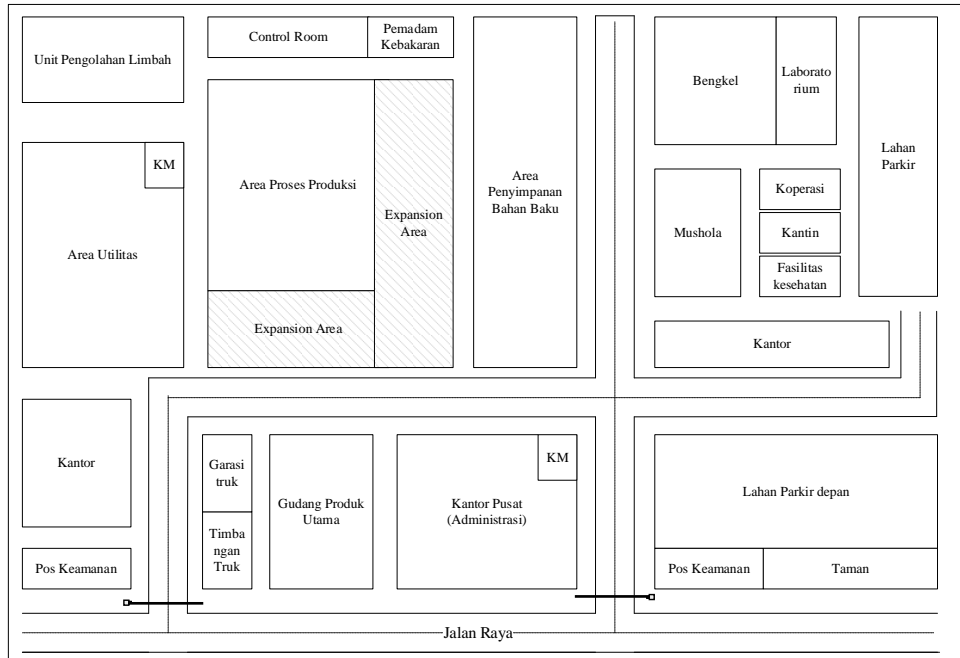 Unit Pengolahan Limbah
Control Room
Pemadam
Kebakaran
Bengkel
Laborato
rium
Lahan
Parkir
KM
Area Utilitas
Area Proses Produksi
Expansion
Area
Expansion Area
Area
Penyimpanan
Bahan Baku
Mushola
Koperasi
Kantin
Fasilitas
kesehatan
Kantor
Kantor
Garasi
truk
Timba
ngan
Truk
Gudang Produk
Utama
KM
Kantor Pusat
(Administrasi)
Lahan Parkir depan
Pos Keamanan
Pos Keamanan
Taman
Jalan Raya